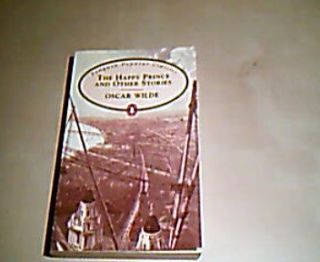 Penguin Popular Classics
THE HAPPY PRINCE
AND OTHER STORIES
OSCAR WILDE